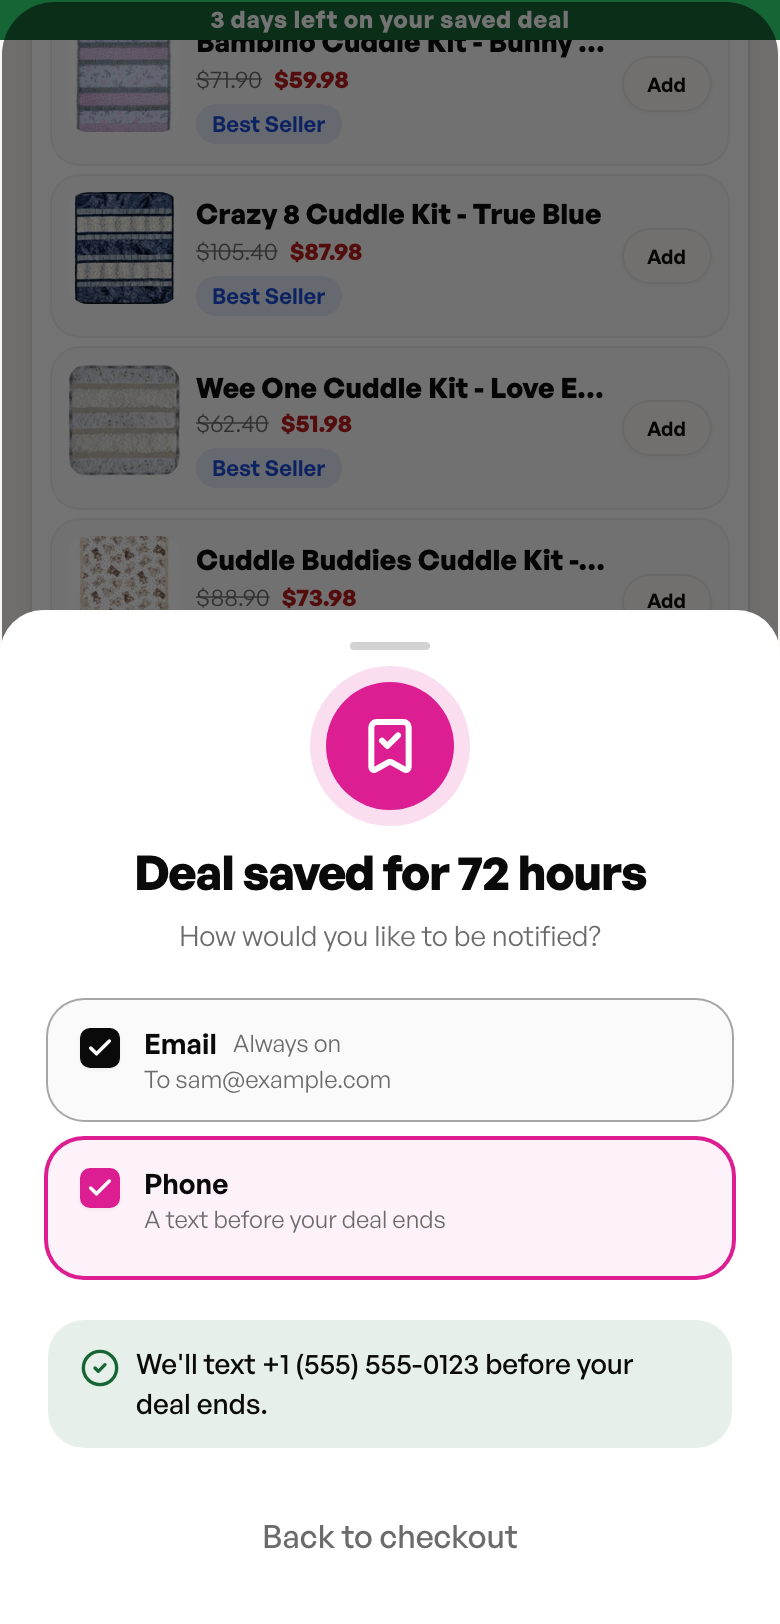 3 days left on your saved deal
Bambino Cuddle Kit - Bunny ...
$71.90 $59.98
Add
Best Seller
Crazy 8 Cuddle Kit - True Blue
$105.40 $87.98
Add
Best Seller
Wee One Cuddle Kit - Love E...
$62.40 $51.98
Add
Best Seller
Cuddle Buddies Cuddle Kit -...
$88.90 $73.98
Add
Deal saved for 72 hours
How would you like to be notified?
Email Always on
To sam@example.com
Phone
A text before your deal ends
We'll text +1 (555) 555-0123 before your
deal ends.
Back to checkout